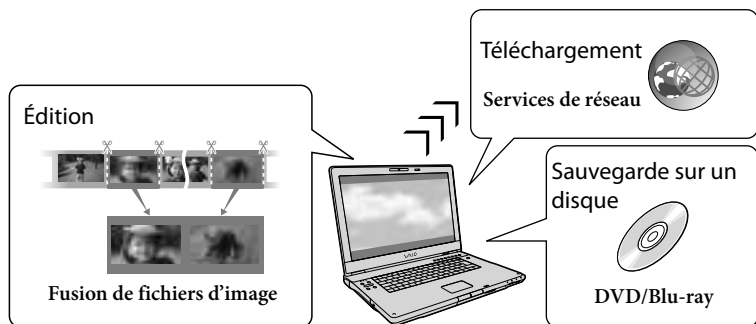 Édition
Fusion de fichiers d'image
Téléchargement
Services de réseau
Sauvegarde sur un
disque
DVD/Blu-ray
VAIO